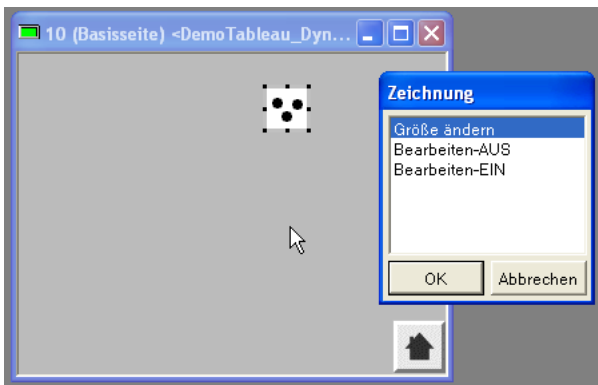 10 (Basisseite) <DemoTableau_Dyn...
Zeichnung
Größe ändern
Bearbeiten-AUS
Bearbeiten-EIN
OK
Abbrechen